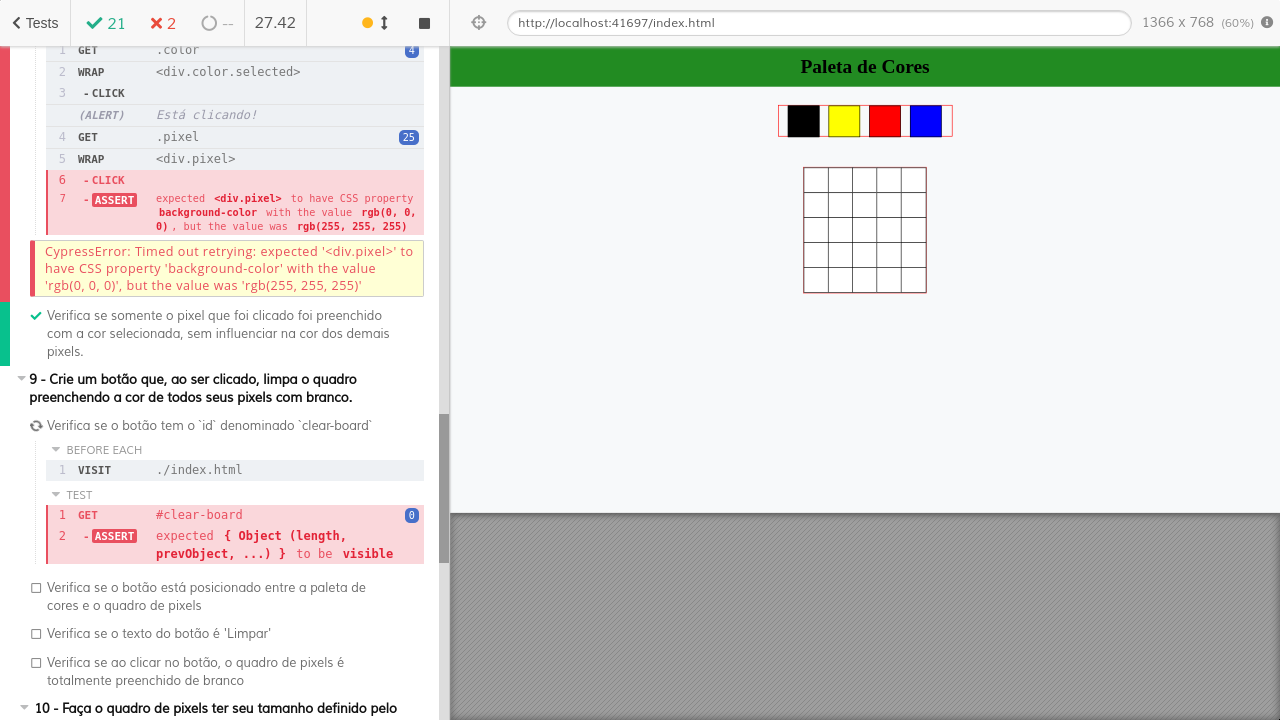 Tests
21
2
--
27.42
http://localhost:41697/index.html
1366 x 768 (60%)
1 GET .color 4
2 WRAP <div.color.selected>
3 - CLICK
(ALERT) Está clicando!
4 GET .pixel 25
5 WRAP <div.pixel>
6 - CLICK
7 - ASSERT expected <div.pixel> to have CSS property
background-color with the value rgb(0, 0,
0) , but the value was rgb(255, 255, 255)
CypressError: Timed out retrying: expected '<div.pixel>' to
have CSS property 'background-color' with the value
'rgb(0, 0, 0)', but the value was 'rgb(255, 255, 255)'
Verifica se somente o pixel que foi clicado foi preenchido
com a cor selecionada, sem influenciar na cor dos demais
pixels.
9 - Crie um botão que, ao ser clicado, limpa o quadro
preenchendo a cor de todos seus pixels com branco.
Verifica se o botão tem o `id` denominado `clear-board`
BEFORE EACH
1 VISIT ./index.html
TEST
1 GET #clear-board 0
2 - ASSERT expected { Object (length,
prevObject, ...) } to be visible
Verifica se o botão está posicionado entre a paleta de
cores e o quadro de pixels
Verifica se o texto do botão é 'Limpar'
Verifica se ao clicar no botão, o quadro de pixels é
totalmente preenchido de branco
10 - Faça o quadro de pixels ter seu tamanho definido pelo
Paleta de Cores